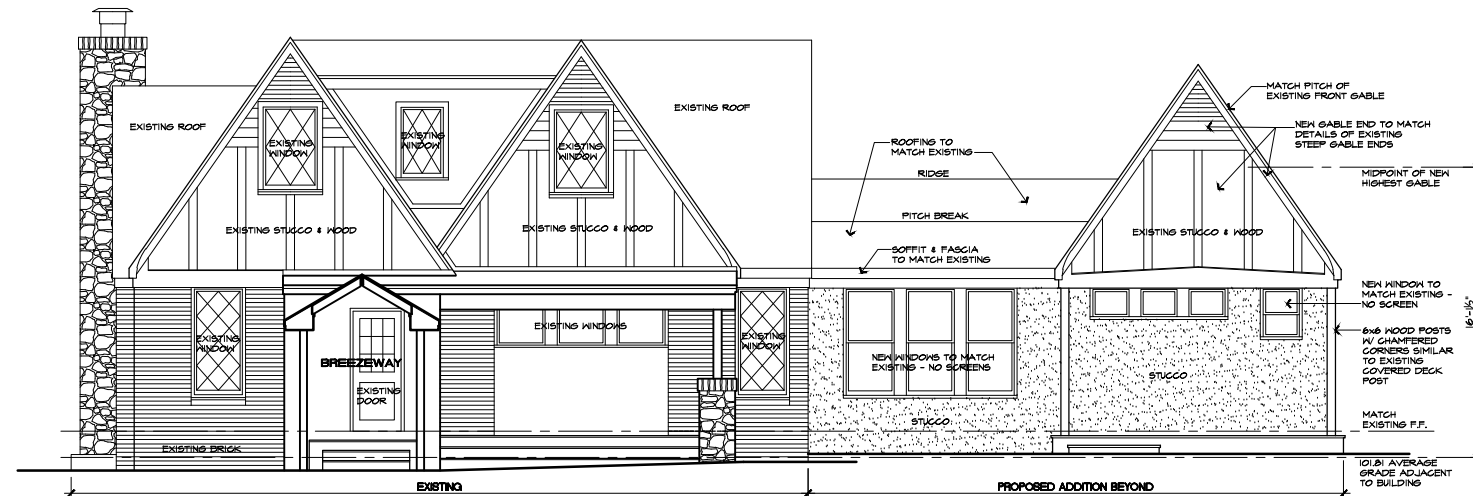 MATCH PITCH OF
EXISTING FRONT GABLE
EXISTING ROOF
EXISTING ROOF
NEW GABLE END TO MATCH
DETAILS OF EXISTING
STEEP GABLE ENDS
EXISTING
WINDOW
EXISTING
WINDOW
EXISTING
WINDOW
ROOFING TO
MATCH EXISTING
RIDGE
MIDPOINT OF NEW
HIGHEST GABLE
PITCH BREAK
EXISTING STUCCO & WOOD
EXISTING STUCCO & WOOD
EXISTING STUCCO & WOOD
SOFFIT & FASCIA
TO MATCH EXISTING
NEW WINDOW TO
MATCH EXISTING -
NO SCREEN
EXISTING WINDOWS
EXISTING
WINDOW
EXISTING
WINDOW
6x6 WOOD POSTS
W/ CHAMFERED
CORNERS SIMILAR
TO EXISTING
COVERED DECK
POST
BREEZEWAY
NEW WINDOWS TO MATCH
EXISTING - NO SCREENS
STUCCO
EXISTING
DOOR
STUCCO
MATCH
EXISTING F.F.
EXISTING BRICK
101.81 AVERAGE
GRADE ADJACENT
TO BUILDING
EXISTING
PROPOSED ADDITION BEYOND